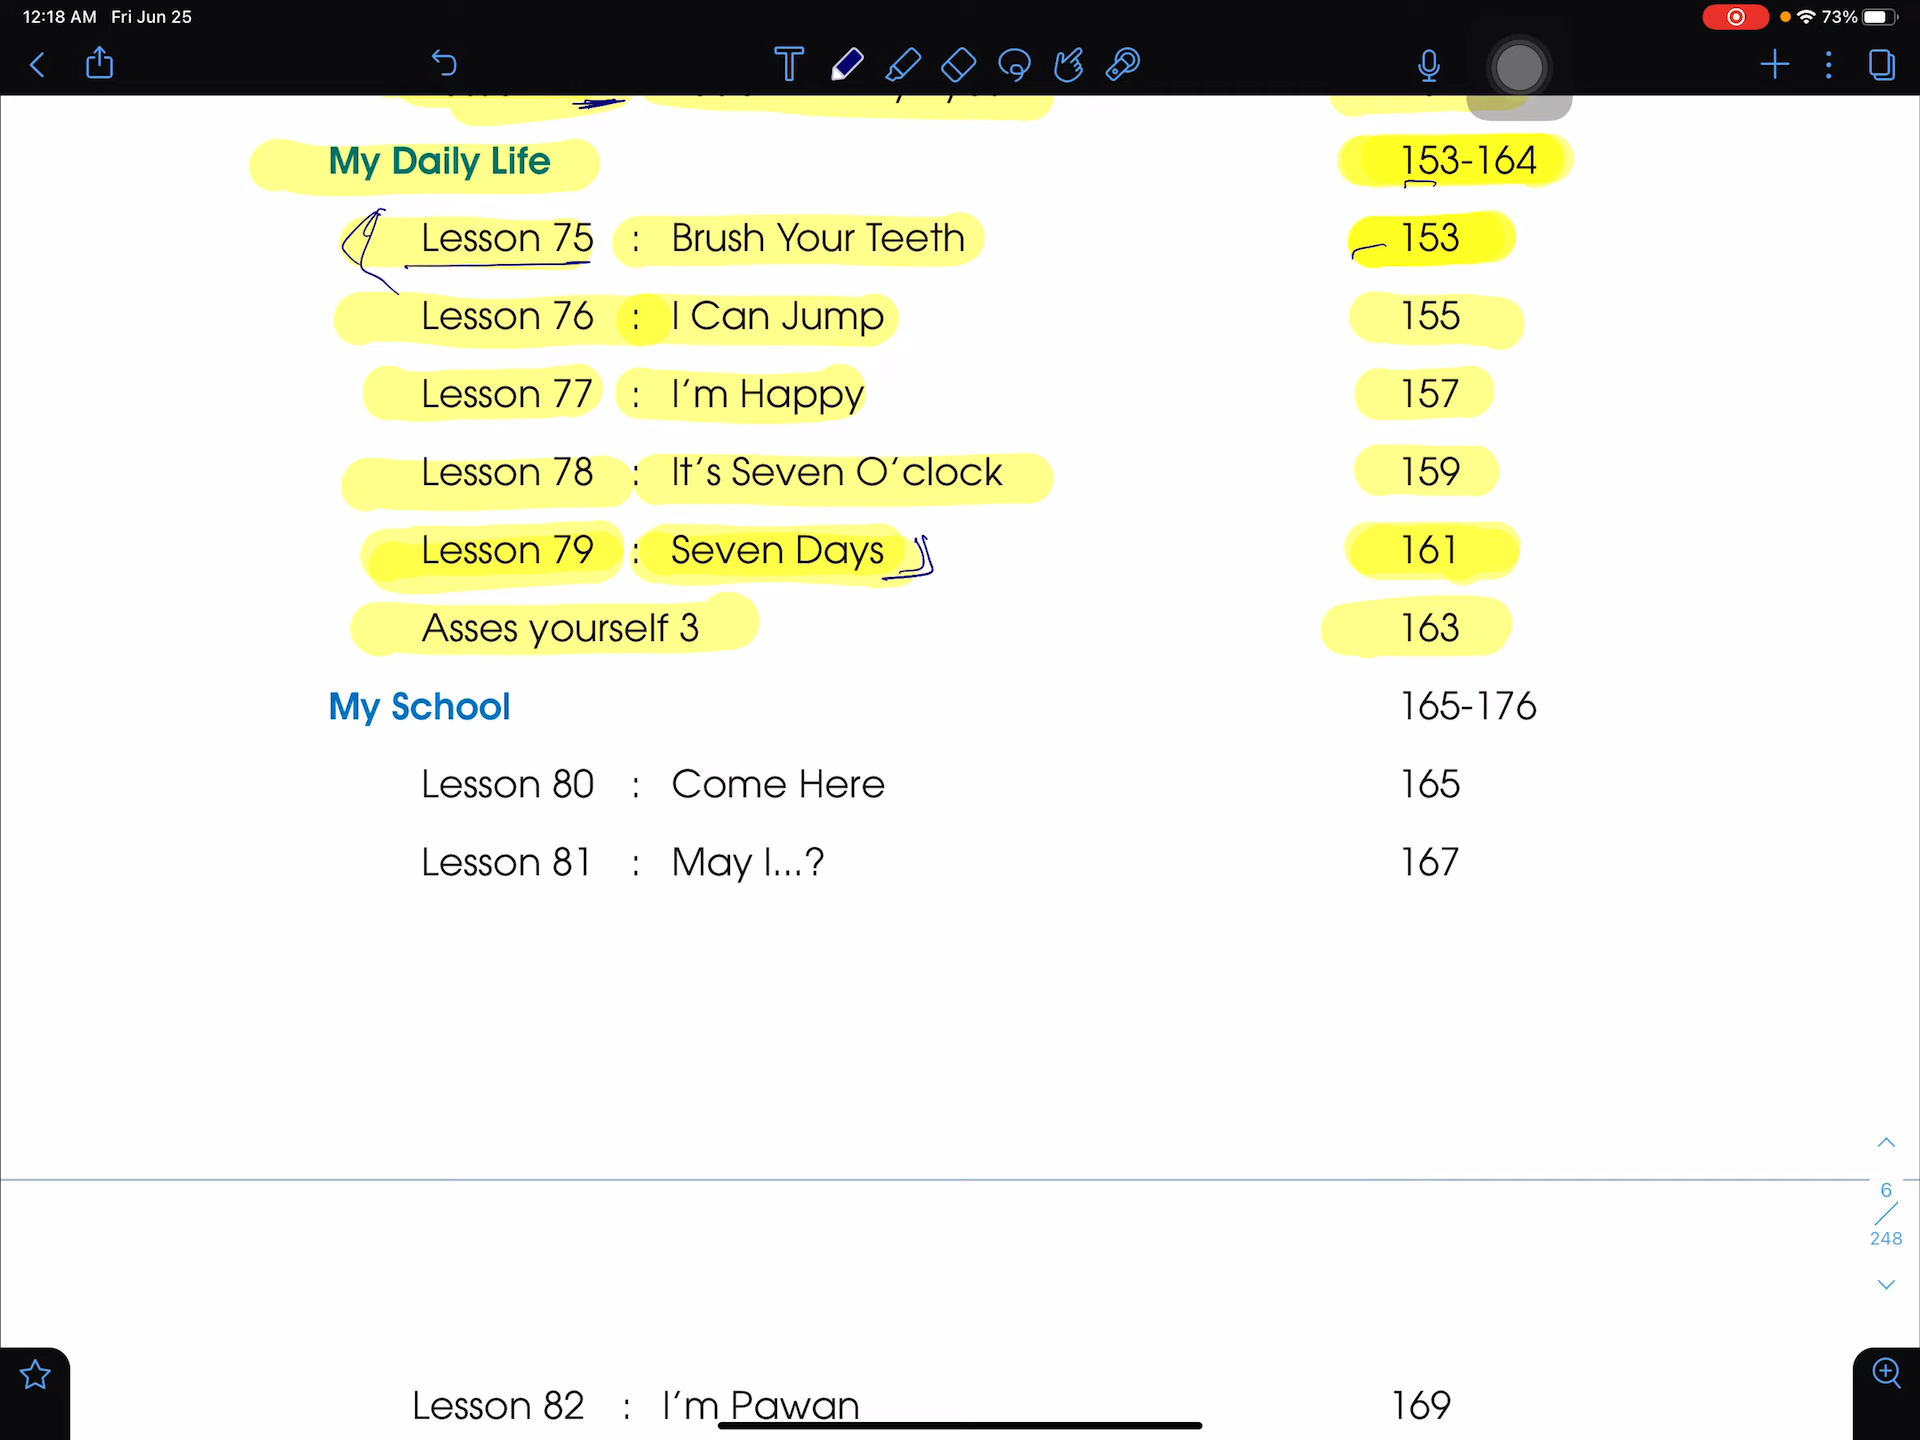 12:18 AM Fri Jun 25 73%
My Daily Life 153-164
Lesson 75 : Brush Your Teeth 153
Lesson 76 : I Can Jump 155
Lesson 77 : I'm Happy 157
Lesson 78 : It's Seven O'clock 159
Lesson 79 : Seven Days 161
Asses yourself 3 163
My School 165-176
Lesson 80 : Come Here 165
Lesson 81 : May I...? 167
6
248
Lesson 82 : I'm Pawan 169